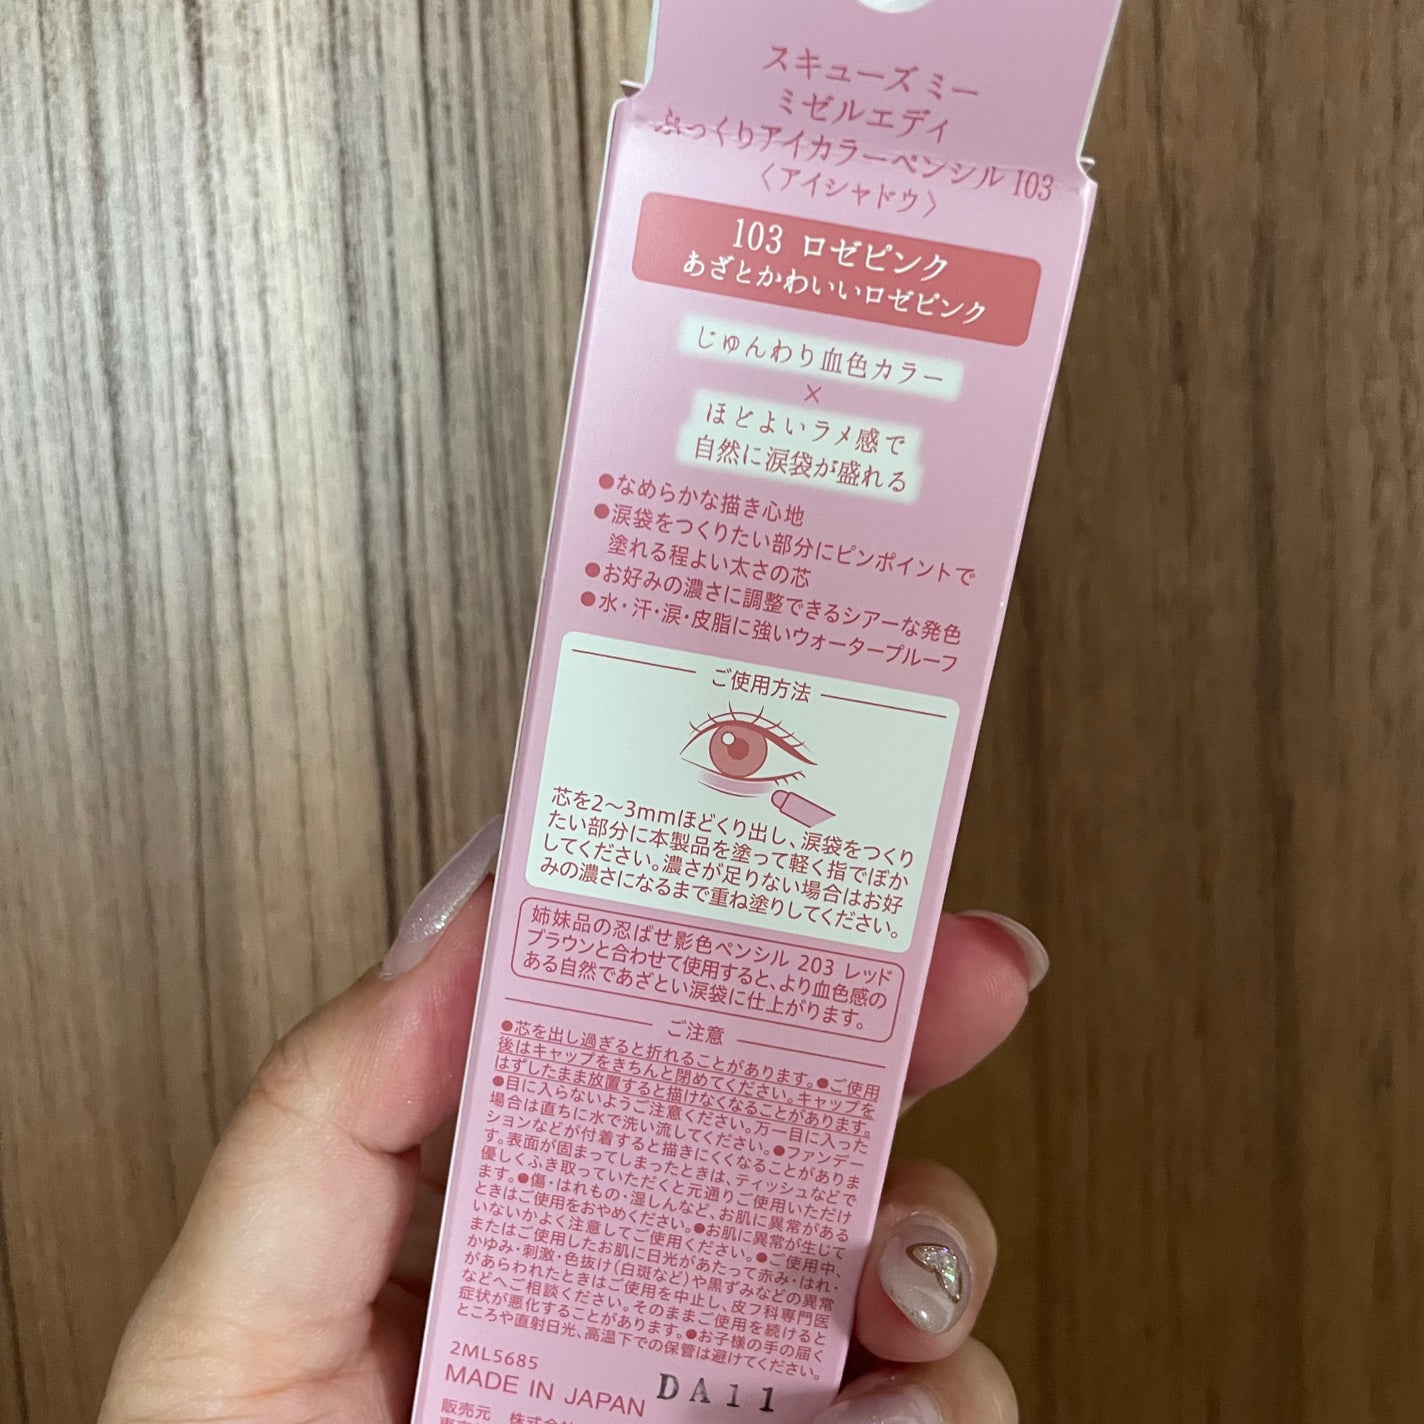 スキューズ ミー
ミゼルエディ
ぷっくりアイカラーペンシル 103
〈アイシャドウ〉
103 ロゼピンク
あざとかわいいロゼピンク
じゅんわり血色カラー
×
ほどよいラメ感で
自然に涙袋が盛れる
●なめらかな描き心地
●涙袋をつくりたい部分にピンポイントで
塗れる程よい太さの芯
●お好みの濃さに調整できるシアーな発色
●水・汗・涙・皮脂に強いウォータープルーフ
ご使用方法
芯を2〜3mmほどくり出し、涙袋をつくり
たい部分に本製品を塗って軽く指でぼか
してください。濃さが足りない場合はお好
みの濃さになるまで重ね塗りしてください。
姉妹品の忍ばせ影色ペンシル 203 レッド
ブラウンと合わせて使用すると、より血色感の
ある自然であざとい涙袋に仕上がります。
ご注意
●芯を出し過ぎると折れることがあります。●ご使用
後はキャップをきちんと閉めてください。キャップを
はずしたまま放置すると描けなくなることがあります。
●目に入らないようご注意ください。万一目に入った
場合は直ちに水で洗い流してください。●ファンデー
ションなどが付着すると描きにくくなることがありま
す。表面が固まってしまったときは、ティッシュなどで
優しくふき取っていただくと元通りご使用いただけ
ます。●傷・はれもの・湿しんなど、お肌に異常がある
ときはご使用をおやめください。●お肌に異常が生じて
いないかよく注意してご使用ください。●ご使用中、
またはご使用したお肌に日光があたって赤み・はれ・
かゆみ・刺激・色抜け(白斑など)や黒ずみなどの異常
があらわれたときはご使用を中止し、皮フ科専門医
などへご相談ください。そのままご使用を続けると
症状が悪化することがあります。●お子様の手の届く
ところや直射日光、高温下での保管は避けてください。
2ML5685
MADE IN JAPAN DA11
販売元 株式会